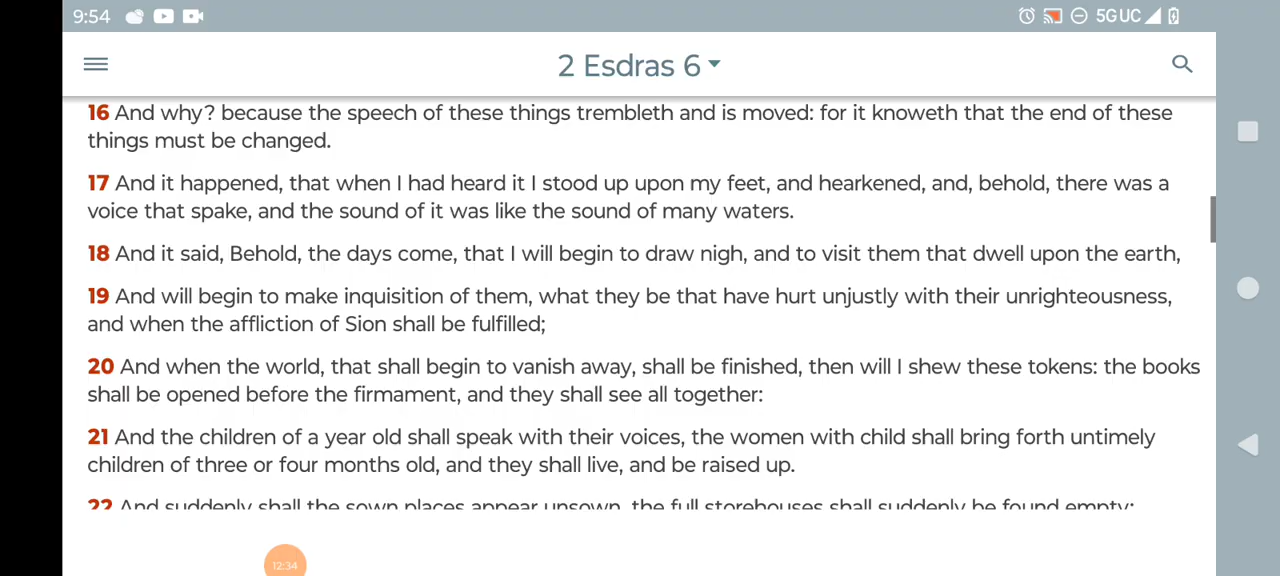 9:54
5G UC
2 Esdras 6
16 And why? because the speech of these things trembleth and is moved: for it knoweth that the end of these
things must be changed.
17 And it happened, that when I had heard it I stood up upon my feet, and hearkened, and, behold, there was a
voice that spake, and the sound of it was like the sound of many waters.
18 And it said, Behold, the days come, that I will begin to draw nigh, and to visit them that dwell upon the earth,
19 And will begin to make inquisition of them, what they be that have hurt unjustly with their unrighteousness,
and when the affliction of Sion shall be fulfilled;
20 And when the world, that shall begin to vanish away, shall be finished, then will I shew these tokens: the books
shall be opened before the firmament, and they shall see all together:
21 And the children of a year old shall speak with their voices, the women with child shall bring forth untimely
children of three or four months old, and they shall live, and be raised up.
22 And suddenly shall the sown places appear unsown, the full storehouses shall suddenly be found empty:
12:34